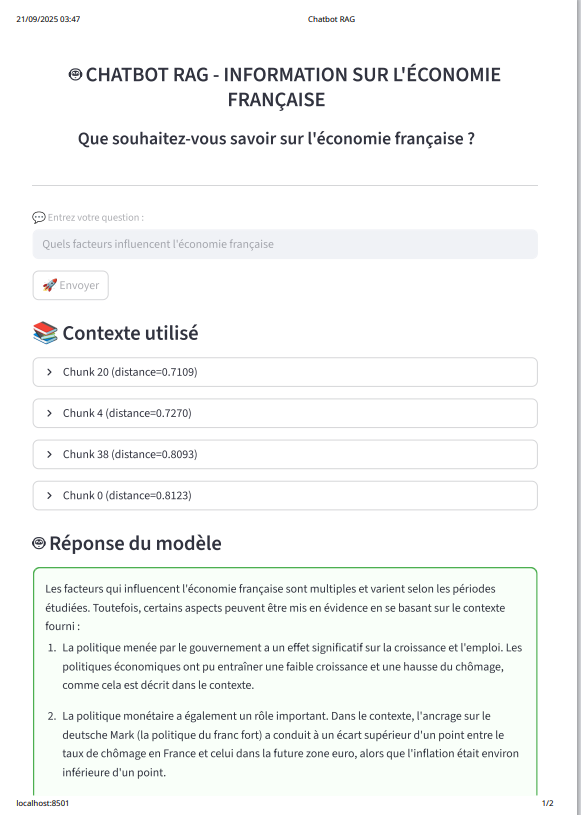 21/09/2025 03:47
Chatbot RAG
CHATBOT RAG - INFORMATION SUR L'ÉCONOMIE
FRANÇAISE
Que souhaitez-vous savoir sur l'économie française ?
Entrez votre question :
Quels facteurs influencent l'économie française
Envoyer
Contexte utilisé
Chunk 20 (distance=0.7109)
Chunk 4 (distance=0.7270)
Chunk 38 (distance=0.8093)
Chunk 0 (distance=0.8123)
Réponse du modèle
Les facteurs qui influencent l'économie française sont multiples et varient selon les périodes
étudiées. Toutefois, certains aspects peuvent être mis en évidence en se basant sur le contexte
fourni :
1. La politique menée par le gouvernement a un effet significatif sur la croissance et l'emploi. Les
politiques économiques ont pu entraîner une faible croissance et une hausse du chômage,
comme cela est décrit dans le contexte.
2. La politique monétaire a également un rôle important. Dans le contexte, l'ancrage sur le
deutsche Mark (la politique du franc fort) a conduit à un écart supérieur d'un point entre le
taux de chômage en France et celui dans la future zone euro, alors que l'inflation était environ
inférieure d'un point.
localhost:8501
1/2